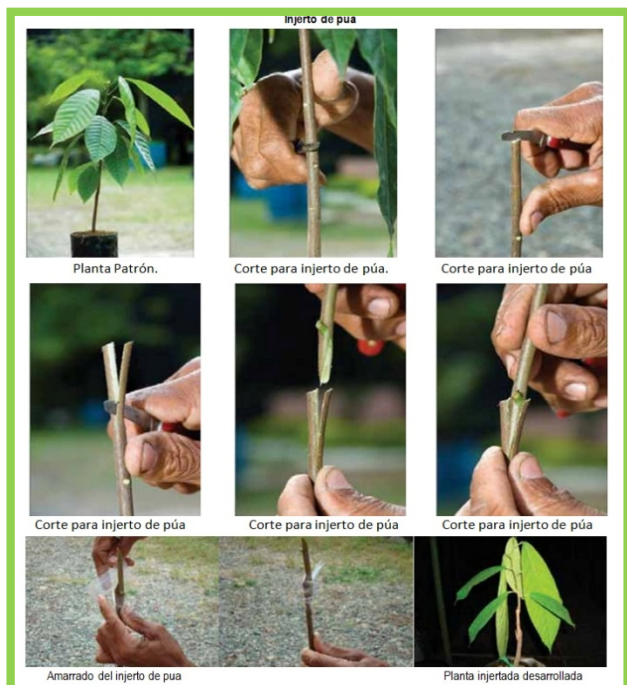 Injerto de púa
Planta Patrón.
Corte para injerto de púa.
Corte para injerto de púa
Corte para injerto de púa
Corte para injerto de púa
Corte para injerto de púa
Amarrado del injerto de pua
Planta injertada desarrollada